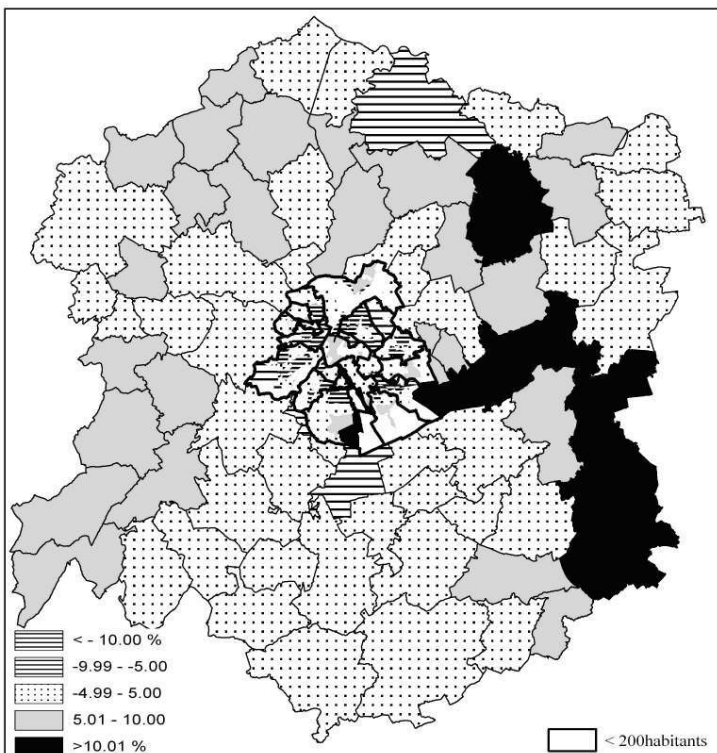 < - 10.00 %
-9.99 - -5.00
-4.99 - 5.00
5.01 - 10.00
>10.01 %
< 200habitants